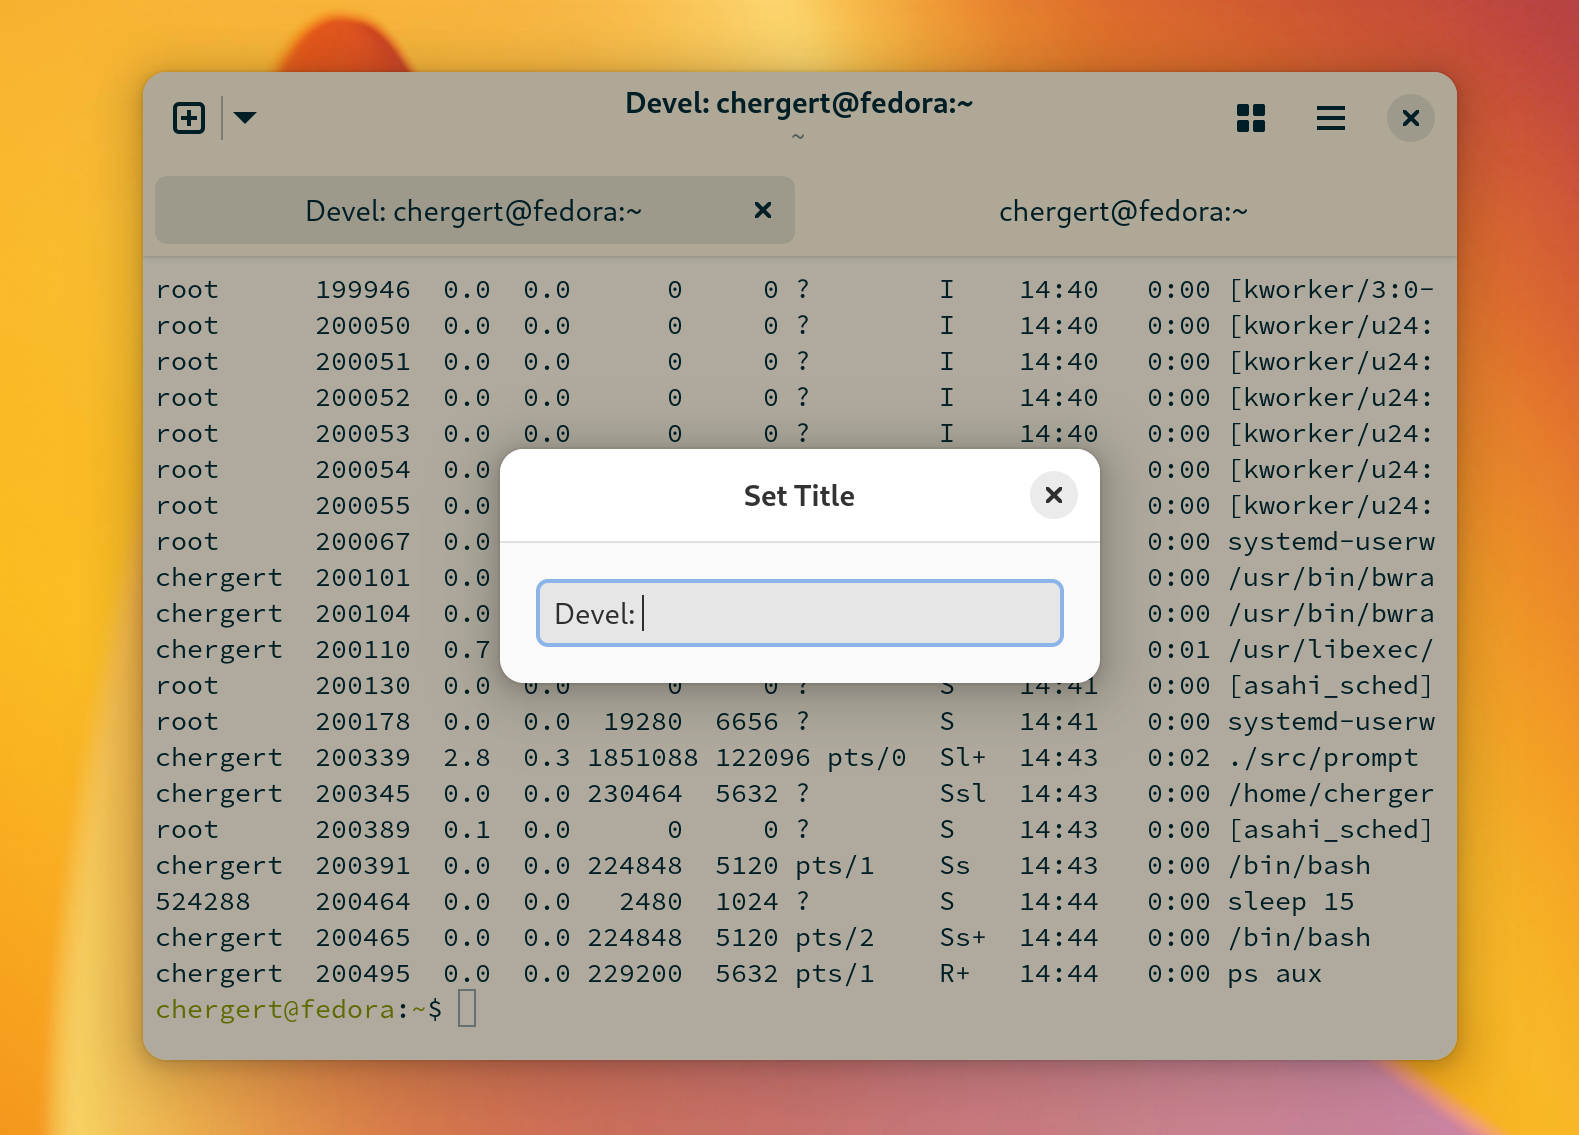 Devel: chergert@fedora:~
~
Devel: chergert@fedora:~ chergert@fedora:~
root 199946 0.0 0.0 0 0 ? I 14:40 0:00 [kworker/3:0-
root 200050 0.0 0.0 0 0 ? I 14:40 0:00 [kworker/u24:
root 200051 0.0 0.0 0 0 ? I 14:40 0:00 [kworker/u24:
root 200052 0.0 0.0 0 0 ? I 14:40 0:00 [kworker/u24:
root 200053 0.0 0.0 0 0 ? I 14:40 0:00 [kworker/u24:
root 200054 0.0 0:00 [kworker/u24:
root 200055 0.0 0:00 [kworker/u24:
root 200067 0.0 0:00 systemd-userw
chergert 200101 0.0 0:00 /usr/bin/bwra
chergert 200104 0.0 0:00 /usr/bin/bwra
chergert 200110 0.7 0:01 /usr/libexec/
root 200130 0.0 0.0 0 0 ? S 14:41 0:00 [asahi_sched]
root 200178 0.0 0.0 19280 6656 ? S 14:41 0:00 systemd-userw
chergert 200339 2.8 0.3 1851088 122096 pts/0 Sl+ 14:43 0:02 ./src/prompt
chergert 200345 0.0 0.0 230464 5632 ? Ssl 14:43 0:00 /home/cherger
root 200389 0.1 0.0 0 0 ? S 14:43 0:00 [asahi_sched]
chergert 200391 0.0 0.0 224848 5120 pts/1 Ss 14:43 0:00 /bin/bash
524288 200464 0.0 0.0 2480 1024 ? S 14:44 0:00 sleep 15
chergert 200465 0.0 0.0 224848 5120 pts/2 Ss+ 14:44 0:00 /bin/bash
chergert 200495 0.0 0.0 229200 5632 pts/1 R+ 14:44 0:00 ps aux
chergert@fedora:~$
Set Title
Devel: